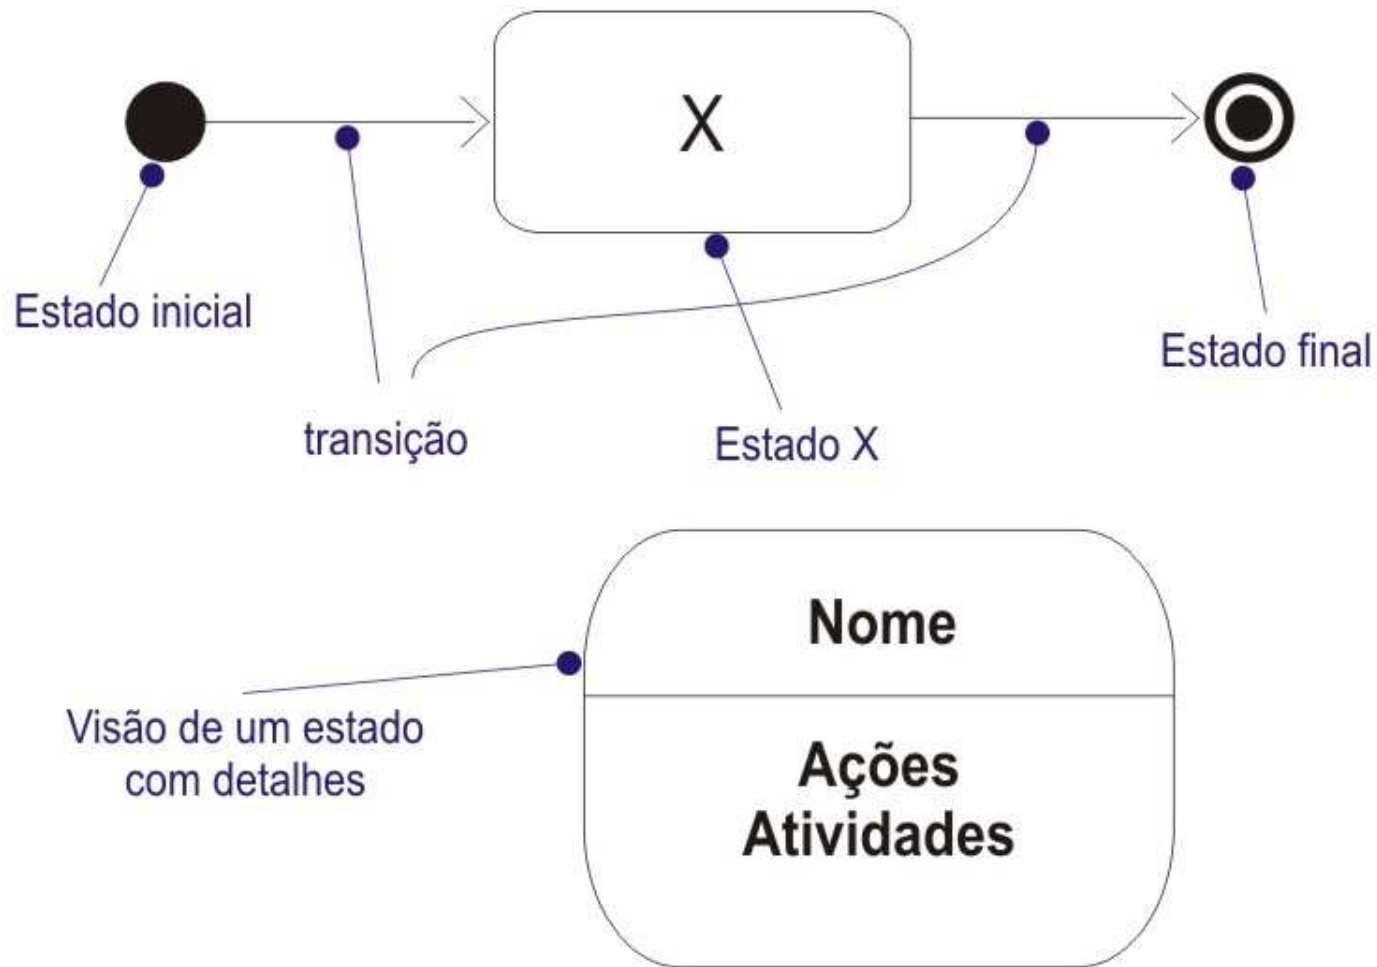 X
Estado inicial
Estado final
transição
Estado X
Nome
Visão de um estado
com detalhes
Ações
Atividades